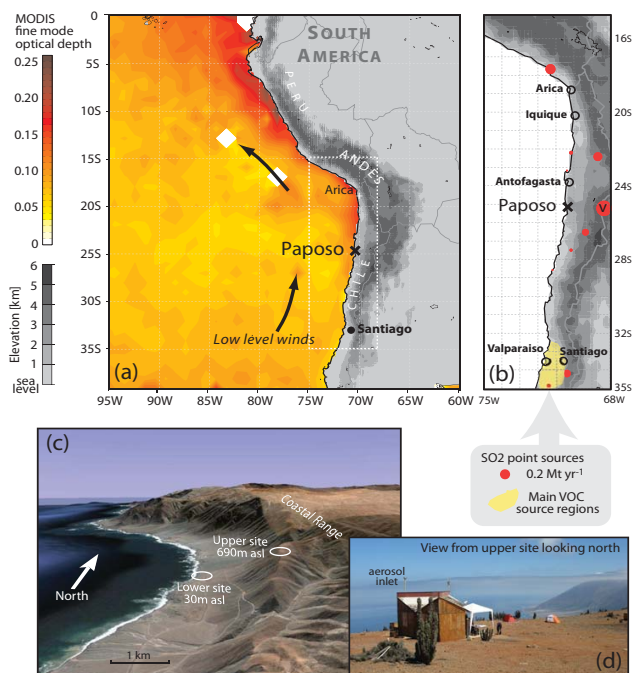 MODIS
fine mode
optical depth
0.25
0.20
0.15
0.10
0.05
0
6
5
4
3
2
1
sea
level
Elevation [km]
(a)
SOUTH
AMERICA
PERU
ANDES
Arica
Paposo
CHILE
Low level winds
Santiago
0
5S
10S
15S
20S
25S
30S
35S
95W
90W
85W
80W
75W
70W
65W
60W
(b)
16S
Arica
20S
Iquique
Antofagasta
24S
Paposo
V
28S
32S
Valparaiso
Santiago
35S
75W
68W
SO2 point sources
0.2 Mt yr-1
Main VOC
source regions
(c)
Coastal Range
Upper site
690m asl
Lower site
30m asl
North
1 km
View from upper site looking north
aerosol
inlet
(d)